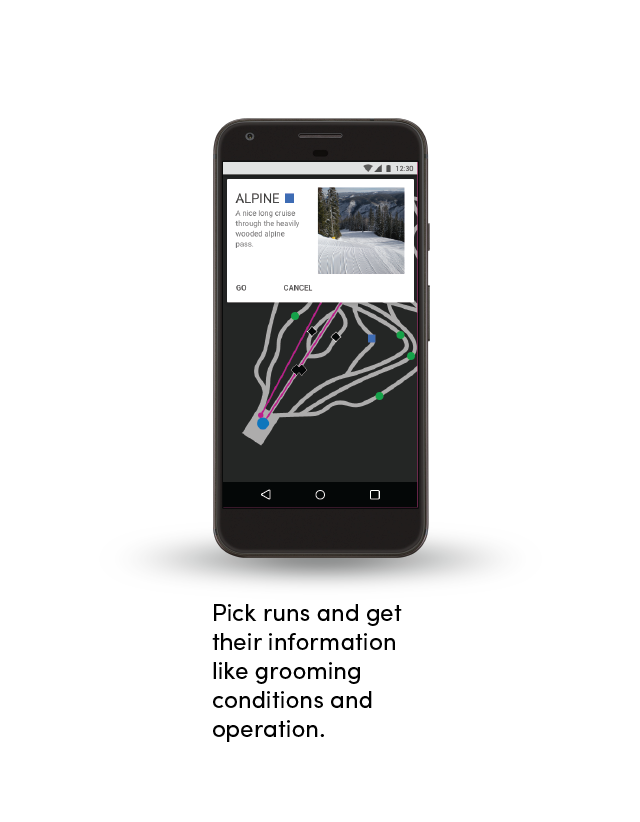 12:30
ALPINE
A nice long cruise
through the heavily
wooded alpine
pass.
GO CANCEL
Pick runs and get
their information
like grooming
conditions and
operation.